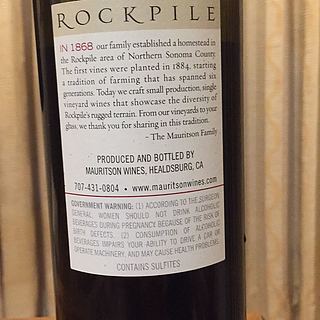 ROCKPILE
IN 1868 our family established a homestead in
the Rockpile area of Northern Sonoma County.
The first vines were planted in 1884, starting
a tradition of farming that has spanned six
generations. Today we craft small production, single
vineyard wines that showcase the diversity of
Rockpile's rugged terrain. From our vineyards to your
glass, we thank you for sharing in this tradition.
~ The Mauritson Family
PRODUCED AND BOTTLED BY
MAURITSON WINES, HEALDSBURG, CA
707-431-0804 • www.mauritsonwines.com
GOVERNMENT WARNING: (1) ACCORDING TO THE SURGEON
GENERAL, WOMEN SHOULD NOT DRINK ALCOHOLIC
BEVERAGES DURING PREGNANCY BECAUSE OF THE RISK OF
BIRTH DEFECTS. (2) CONSUMPTION OF ALCOHOLIC
BEVERAGES IMPAIRS YOUR ABILITY TO DRIVE A CAR OR
OPERATE MACHINERY, AND MAY CAUSE HEALTH PROBLEMS.
CONTAINS SULFITES